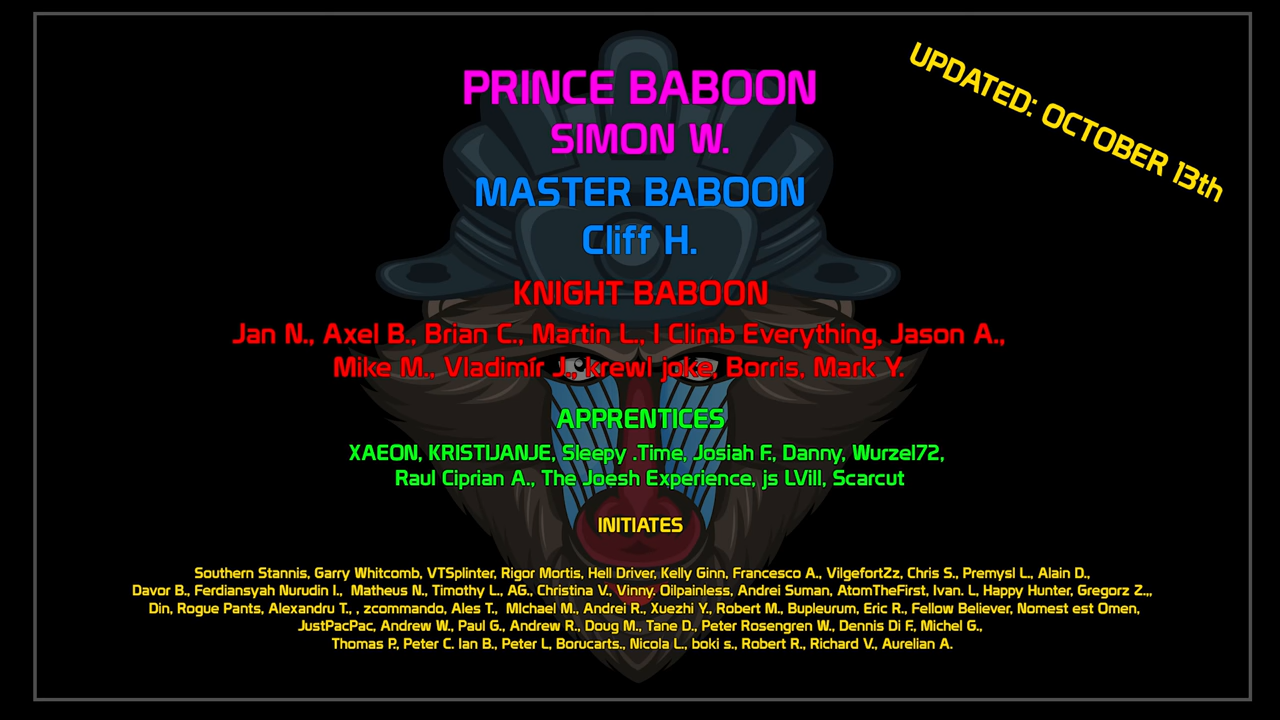 PRINCE BABOON
SIMON W.
UPDATED: OCTOBER 13th
MASTER BABOON
Cliff H.
KNIGHT BABOON
Jan N., Axel B., Brian C., Martin L., I Climb Everything, Jason A.,
Mike M., Vladimír J., krewl joke, Borris, Mark Y.
APPRENTICES
XAEON, KRISTIJANJE, Sleepy .Time, Josiah F., Danny, Wurzel72,
Raul Ciprian A., The Joesh Experience, js LVill, Scarcut
INITIATES
Southern Stannis, Garry Whitcomb, VTSplinter, Rigor Mortis, Hell Driver, Kelly Ginn, Francesco A., VilgefortZz, Chris S., Premysl L., Alain D.,
Davor B., Ferdiansyah Nurudin I.,  Matheus N., Timothy L., AG., Christina V., Vinny. Oilpainless, Andrei Suman, AtomTheFirst, Ivan. L, Happy Hunter, Gregorz Z.,,
Din, Rogue Pants, Alexandru T., , zcommando, Ales T.,  MIchael M., Andrei R., Xuezhi Y., Robert M., Bupleurum, Eric R., Fellow Believer, Nomest est Omen,
JustPacPac, Andrew W., Paul G., Andrew R., Doug M., Tane D., Peter Rosengren W., Dennis Di F., Michel G.,
Thomas P., Peter C. Ian B., Peter L, Borucarts., Nicola L., boki s., Robert R., Richard V., Aurelian A.